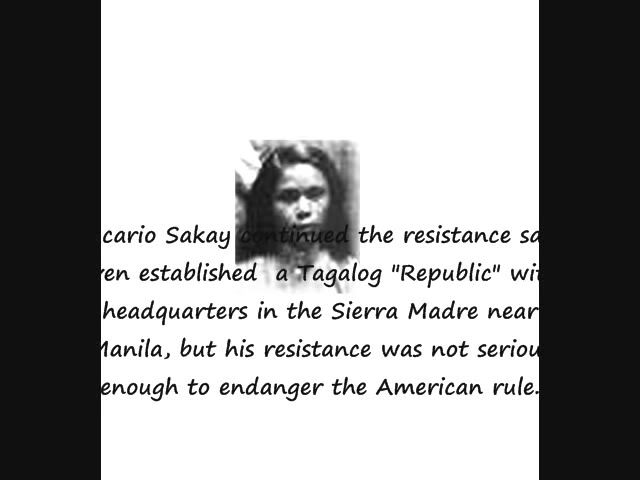 cario Sakay continued the resistance sa
ven established a Tagalog "Republic" wit
headquarters in the Sierra Madre near
Manila, but his resistance was not seriou
enough to endanger the American rule.